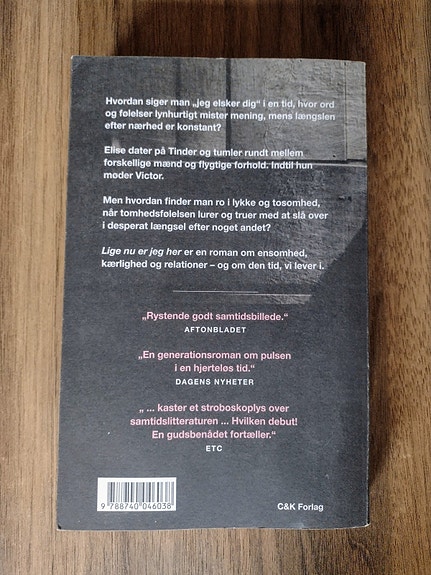 Hvordan siger man „jeg elsker dig“ i en tid, hvor ord
og følelser lynhurtigt mister mening, mens længslen
efter nærhed er konstant?
Elise dater på Tinder og tumler rundt mellem
forskellige mænd og flygtige forhold. Indtil hun
møder Victor.
Men hvordan finder man ro i lykke og tosomhed,
når tomhedsfølelsen lurer og truer med at slå over
i desperat længsel efter noget andet?
Lige nu er jeg her er en roman om ensomhed,
kærlighed og relationer – og om den tid, vi lever i.
„Rystende godt samtidsbillede.“
AFTONBLADET
„En generationsroman om pulsen
i en hjerteløs tid.“
DAGENS NYHETER
„ ... kaster et stroboskoplys over
samtidslitteraturen ... Hvilken debut!
En gudsbenådet fortæller.“
ETC
9 788740 046038
C&K Forlag